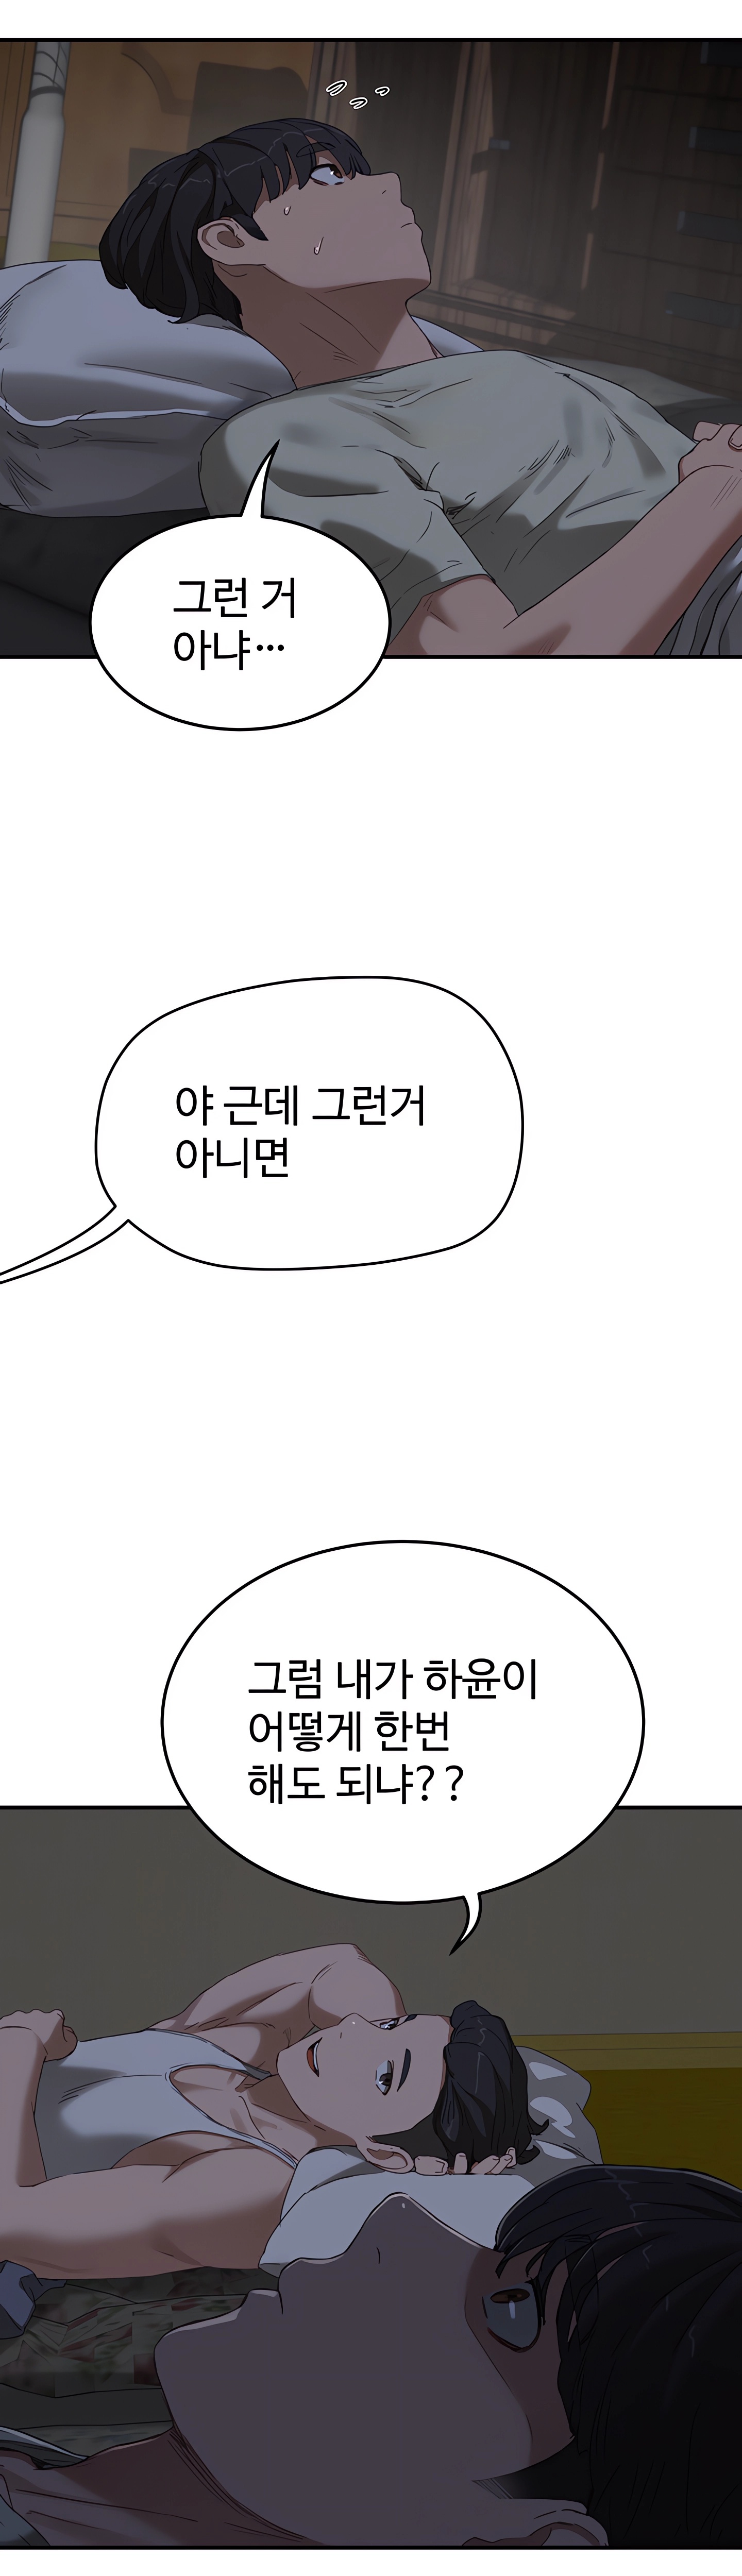 그런 거
아냐…
야 근데 그런거
아니면
그럼 내가 하윤이
어떻게 한번
해도 되냐??